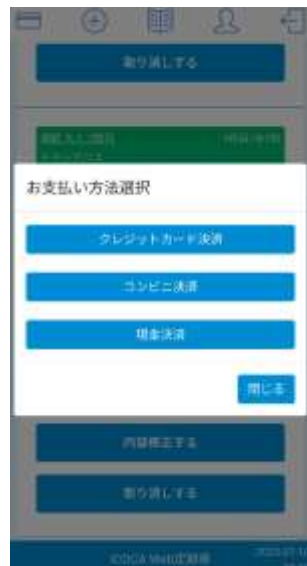 取り消しする
お支払い方法選択
クレジットカード決済
コンビニ決済
現金決済
閉じる
内容修正する
取り消しする